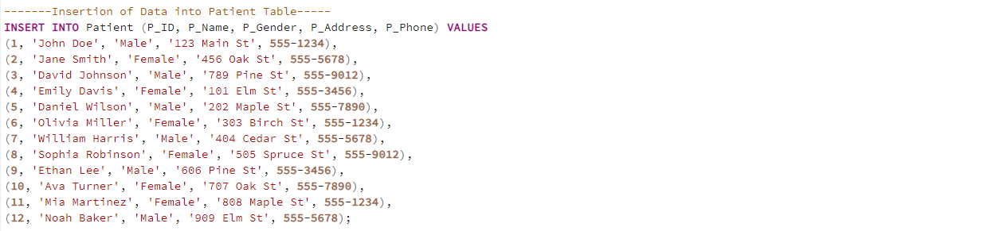 -------Insertion of Data into Patient Table-----
INSERT INTO Patient (P_ID, P_Name, P_Gender, P_Address, P_Phone) VALUES
(1, 'John Doe', 'Male', '123 Main St', 555-1234),
(2, 'Jane Smith', 'Female', '456 Oak St', 555-5678),
(3, 'David Johnson', 'Male', '789 Pine St', 555-9012),
(4, 'Emily Davis', 'Female', '101 Elm St', 555-3456),
(5, 'Daniel Wilson', 'Male', '202 Maple St', 555-7890),
(6, 'Olivia Miller', 'Female', '303 Birch St', 555-1234),
(7, 'William Harris', 'Male', '404 Cedar St', 555-5678),
(8, 'Sophia Robinson', 'Female', '505 Spruce St', 555-9012),
(9, 'Ethan Lee', 'Male', '606 Pine St', 555-3456),
(10, 'Ava Turner', 'Female', '707 Oak St', 555-7890),
(11, 'Mia Martinez', 'Female', '808 Maple St', 555-1234),
(12, 'Noah Baker', 'Male', '909 Elm St', 555-5678);